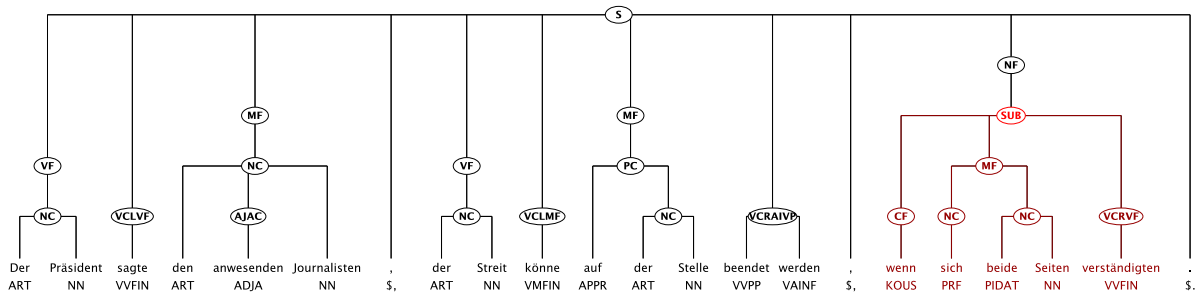 S
NF
MF MF SUB
VF NC VF PC MF
NC VCLVF AJAC NC VCLMF NC VCRAIVP CF NC NC VCRVF
Der Präsident sagte den anwesenden Journalisten , der Streit könne auf der Stelle beendet werden , wenn sich beide Seiten verständigten .
ART NN VVFIN ART ADJA NN $, ART NN VMFIN APPR ART NN VVPP VAINF $, KOUS PRF PIDAT NN VVFIN $.